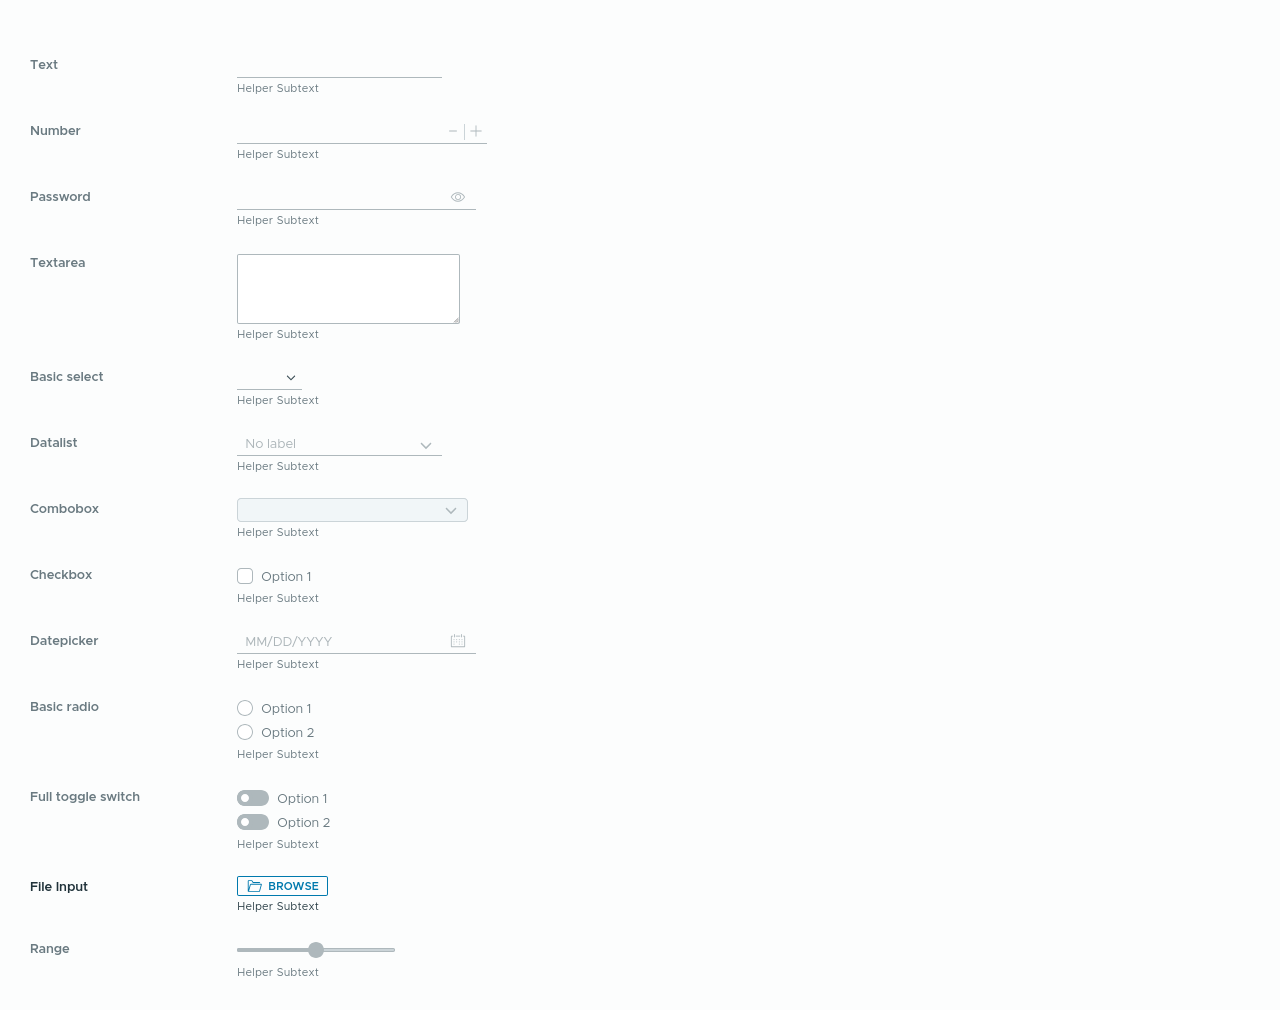 Text
Helper Subtext
Number
Helper Subtext
Password
Helper Subtext
Textarea
Helper Subtext
Basic select
Helper Subtext
Datalist
No label
Helper Subtext
Combobox
Helper Subtext
Checkbox
Option 1
Helper Subtext
Datepicker
MM/DD/YYYY
Helper Subtext
Basic radio
Option 1
Option 2
Helper Subtext
Full toggle switch
Option 1
Option 2
Helper Subtext
File Input
BROWSE
Helper Subtext
Range
Helper Subtext